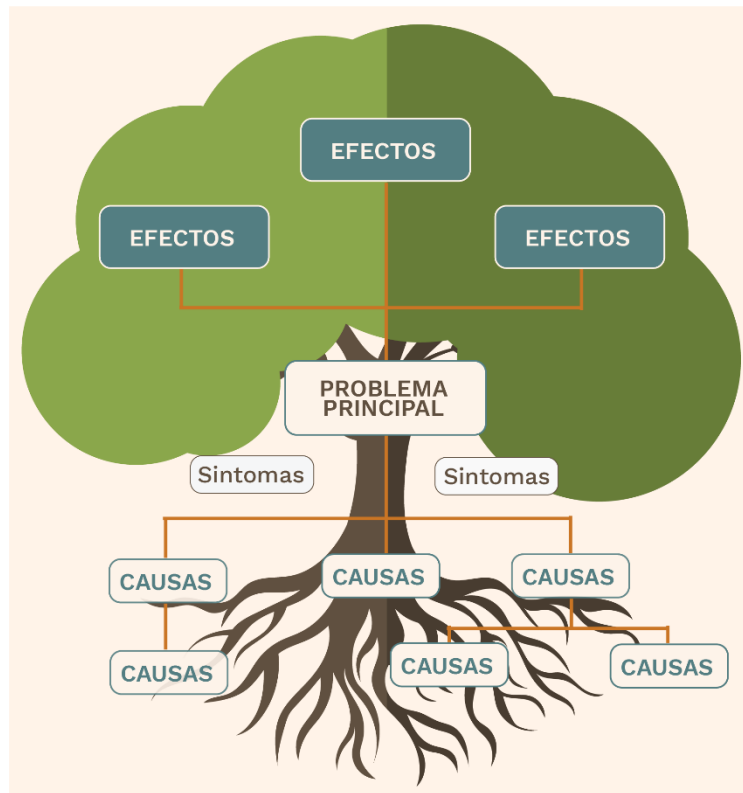 EFECTOS
EFECTOS
EFECTOS
PROBLEMA
PRINCIPAL
Sintomas
Sintomas
CAUSAS
CAUSAS
CAUSAS
CAUSAS
CAUSAS
CAUSAS